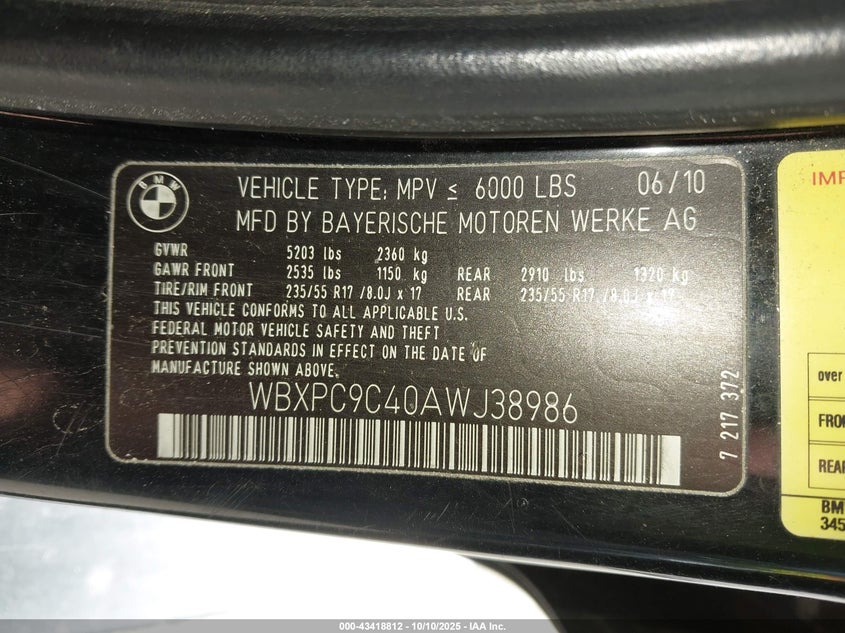 BMW
VEHICLE TYPE: MPV ≤ 6000 LBS 06/10
MFD BY BAYERISCHE MOTOREN WERKE AG
GVWR 5203 lbs 2360 kg
GAWR FRONT 2535 lbs 1150 kg REAR 2910 lbs 1320 kg
TIRE/RIM FRONT 235/55 R17 /8.0J x 17 REAR 235/55 R17 /8.0J x 17
THIS VEHICLE CONFORMS TO ALL APPLICABLE U.S.
FEDERAL MOTOR VEHICLE SAFETY AND THEFT
PREVENTION STANDARDS IN EFFECT ON THE DATE OF
MANUFACTURE SHOWN ABOVE.
WBXPC9C40AWJ38986
7 217 372
IMP
over
FRO
REAR
BM
345
000-43418812 - 10/10/2025 - IAA Inc.